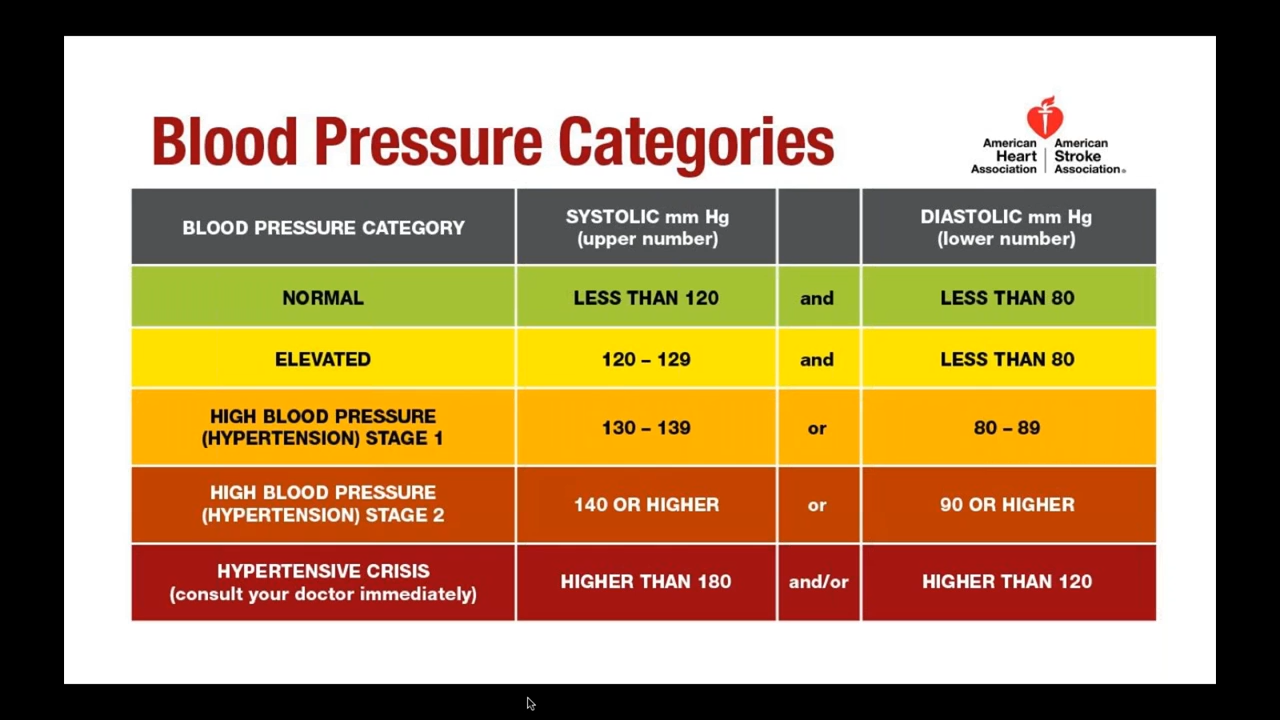 Blood Pressure Categories
American Heart Association
American Stroke Association®
BLOOD PRESSURE CATEGORY
SYSTOLIC mm Hg
(upper number)
DIASTOLIC mm Hg
(lower number)
NORMAL
LESS THAN 120
and
LESS THAN 80
ELEVATED
120 – 129
and
LESS THAN 80
HIGH BLOOD PRESSURE
(HYPERTENSION) STAGE 1
130 – 139
or
80 – 89
HIGH BLOOD PRESSURE
(HYPERTENSION) STAGE 2
140 OR HIGHER
or
90 OR HIGHER
HYPERTENSIVE CRISIS
(consult your doctor immediately)
HIGHER THAN 180
and/or
HIGHER THAN 120